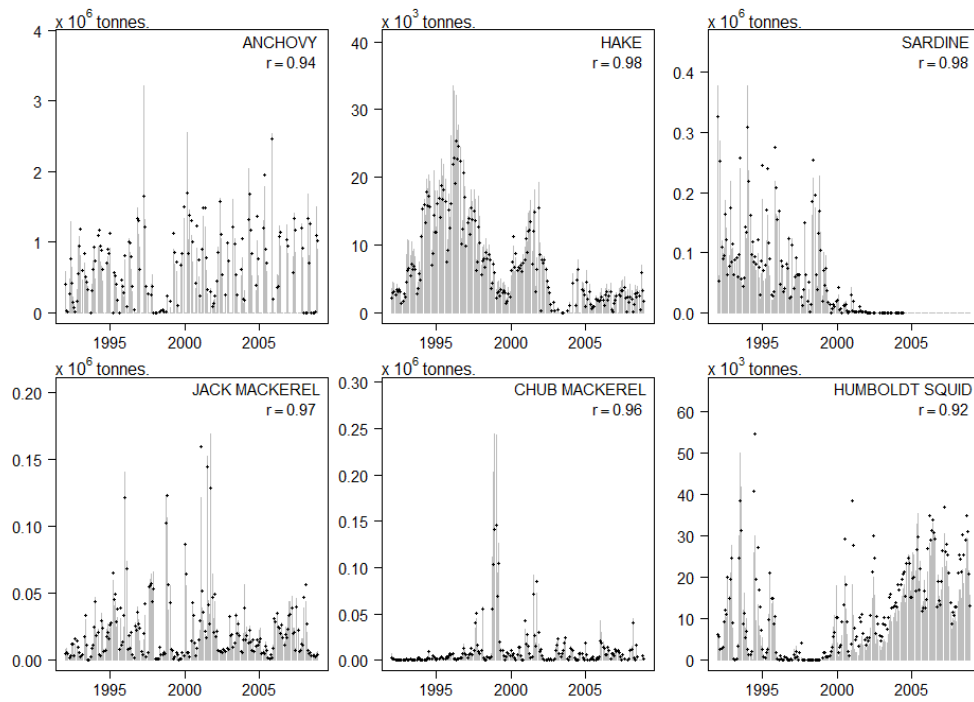 x 10⁶ tonnes.
ANCHOVY
r = 0.94
4
3
2
1
0
1995 2000 2005
x 10³ tonnes.
HAKE
r = 0.98
40
30
20
10
0
1995 2000 2005
x 10⁶ tonnes.
SARDINE
r = 0.98
0.4
0.3
0.2
0.1
0.0
1995 2000 2005
x 10⁶ tonnes.
JACK MACKEREL
r = 0.97
0.20
0.15
0.10
0.05
0.00
1995 2000 2005
x 10⁶ tonnes.
CHUB MACKEREL
r = 0.96
0.30
0.25
0.20
0.15
0.10
0.05
0.00
1995 2000 2005
x 10³ tonnes.
HUMBOLDT SQUID
r = 0.92
60
50
40
30
20
10
0
1995 2000 2005